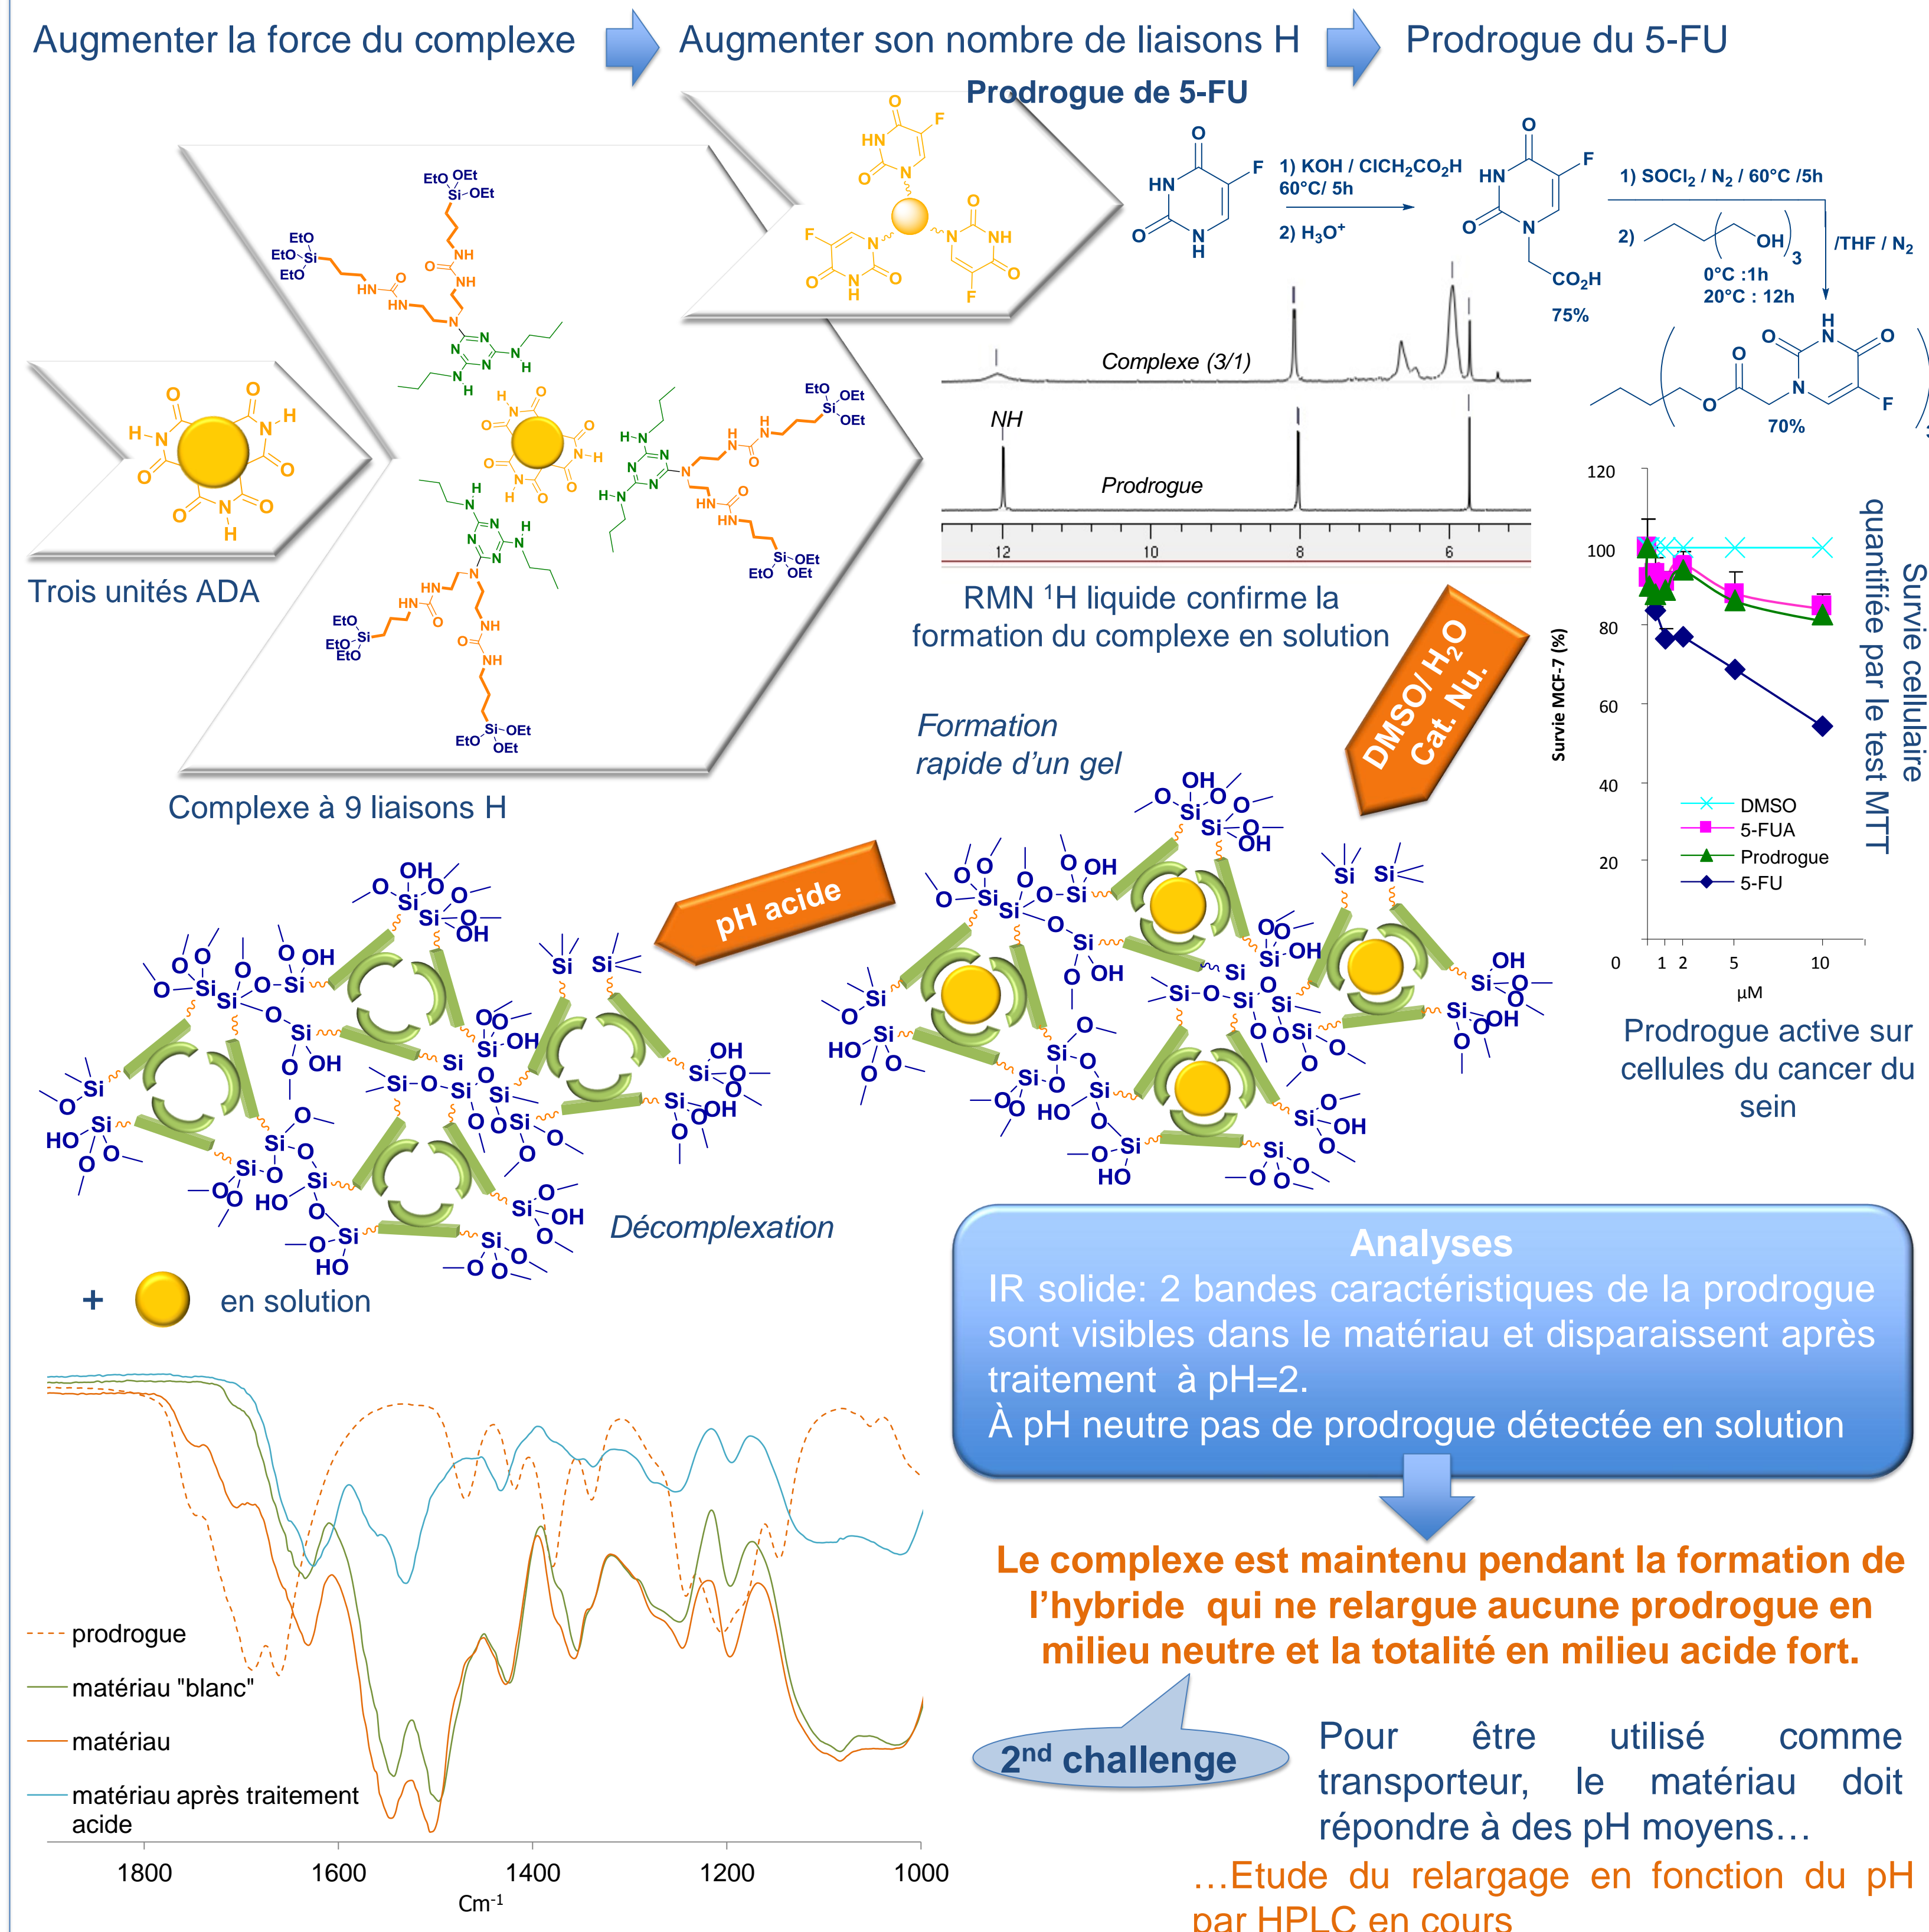 Augmenter la force du complexe
Augmenter son nombre de liaisons H
Prodrogue du 5-FU
Prodrogue de 5-FU
1) KOH / ClCH₂CO₂H
60°C/ 5h
2) H₃O⁺
75%
1) SOCl₂ / N₂ / 60°C /5h
2)
OH
3
/THF / N₂
0°C :1h
20°C : 12h
70%
Complexe (3/1)
NH
Prodrogue
12 10 8 6
RMN ¹H liquide confirme la
formation du complexe en solution
Trois unités ADA
Complexe à 9 liaisons H
DMSO/ H₂O
Cat. Nu.
Formation
rapide d’un gel
pH acide
Décomplexation
+ en solution
Survie MCF-7 (%)
120
100
80
60
40
20
0 1 2 5 10
µM
DMSO
5-FUA
Prodrogue
5-FU
Survie cellulaire
quantifiée par le test MTT
Prodrogue active sur
cellules du cancer du
sein
Analyses
IR solide: 2 bandes caractéristiques de la prodrogue
sont visibles dans le matériau et disparaissent après
traitement à pH=2.
À pH neutre pas de prodrogue détectée en solution
Le complexe est maintenu pendant la formation de
l’hybride qui ne relargue aucune prodrogue en
milieu neutre et la totalité en milieu acide fort.
2nd challenge
Pour être utilisé comme
transporteur, le matériau doit
répondre à des pH moyens…
…Etude du relargage en fonction du pH
par HPLC en cours
prodrogue
matériau "blanc"
matériau
matériau après traitement
acide
1800 1600 1400 1200 1000
Cm-1